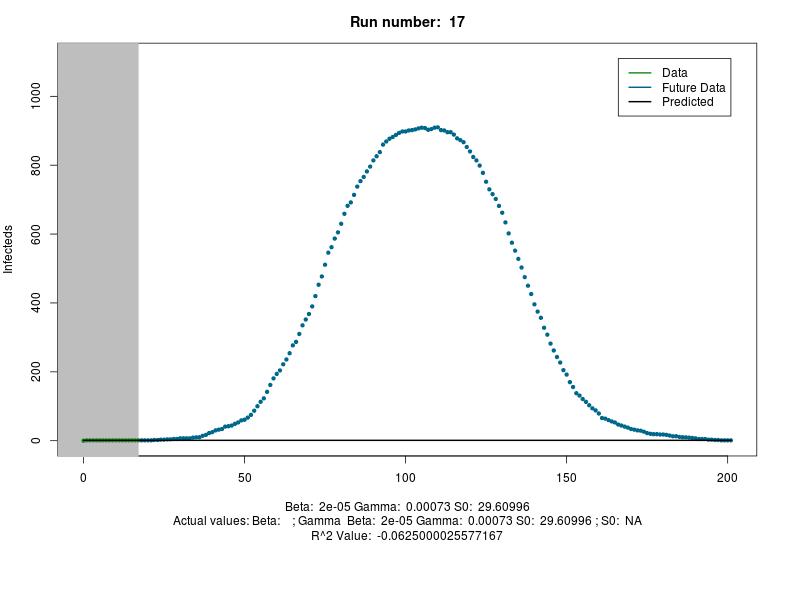 Run number: 17
Data
Future Data
Predicted
Infecteds
0
200
400
600
800
1000
0 50 100 150 200
Beta: 2e-05 Gamma: 0.00073 S0: 29.60996
Actual values: Beta: ; Gamma Beta: 2e-05 Gamma: 0.00073 S0: 29.60996 ; S0: NA
R^2 Value: -0.0625000025577167